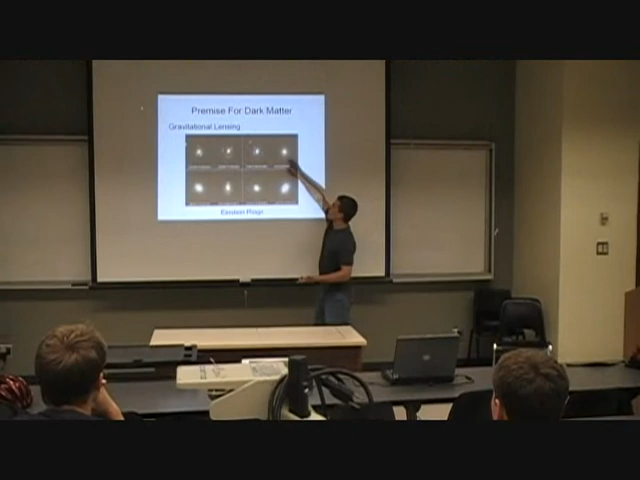 Premise For Dark Matter
Gravitational Lensing
Einstein Rings